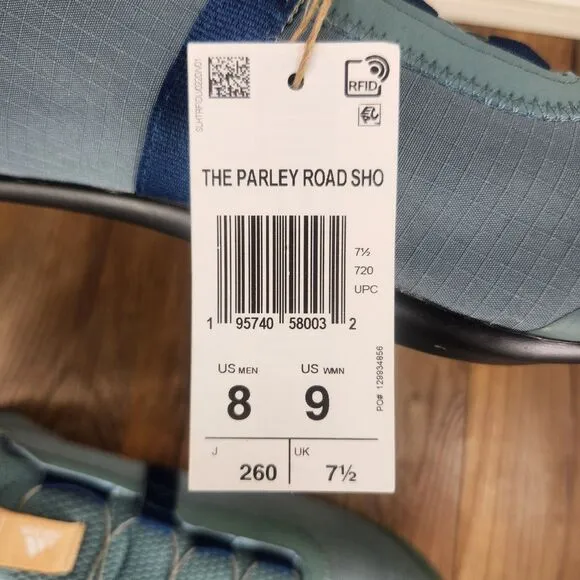 RFID
THE PARLEY ROAD SHO
7½
720
UPC
1 95740 58003 2
US MEN US WMN
8 9
PO# 129934856
J UK
260 7½